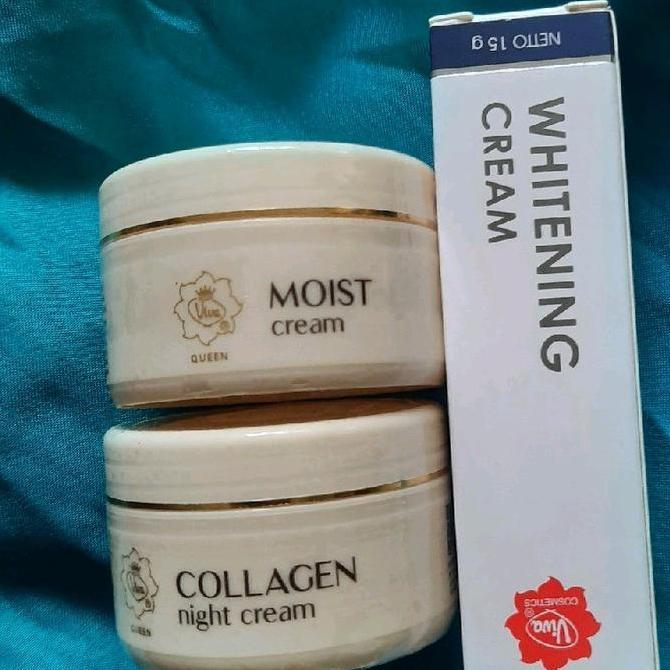 Viva®
QUEEN
MOIST
cream
Viva
QUEEN
COLLAGEN
night cream
NETTO 15 g
WHITENING
CREAM
Viva®
COSMETICS